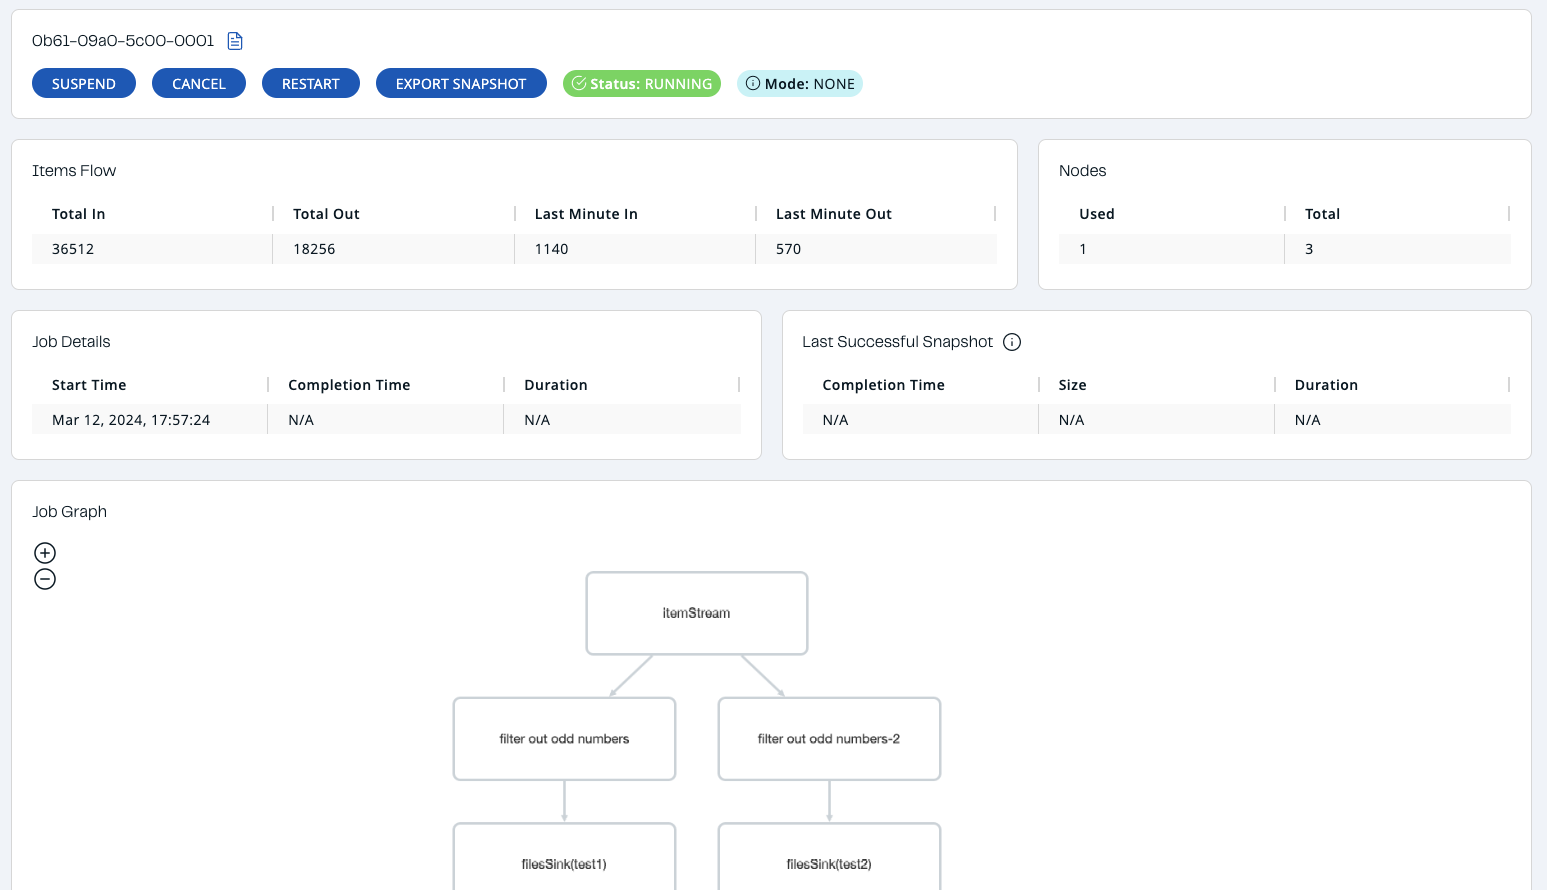 0b61-09a0-5c00-0001
SUSPEND CANCEL RESTART EXPORT SNAPSHOT Status: RUNNING Mode: NONE
Items Flow
Total In Total Out Last Minute In Last Minute Out
36512 18256 1140 570
Nodes
Used Total
1 3
Job Details
Start Time Completion Time Duration
Mar 12, 2024, 17:57:24 N/A N/A
Last Successful Snapshot
Completion Time Size Duration
N/A N/A N/A
Job Graph
itemStream
filter out odd numbers filter out odd numbers-2
filesSink(test1) filesSink(test2)